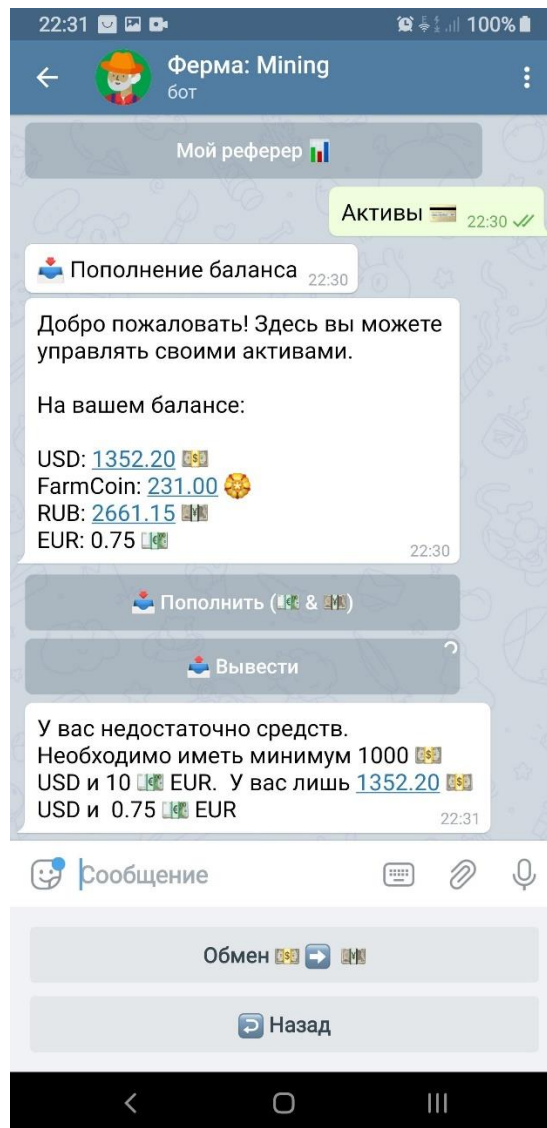 22:31
100%
Ферма: Mining
бот
Мой реферер 📊
Активы 💳 22:30
📥 Пополнение баланса 22:30
Добро пожаловать! Здесь вы можете
управлять своими активами.
На вашем балансе:
USD: 1352.20 💵
FarmCoin: 231.00 🏵
RUB: 2661.15 💴
EUR: 0.75 💶
22:30
📥 Пополнить (💶 & 💴)
📥 Вывести
У вас недостаточно средств.
Необходимо иметь минимум 1000 💵
USD и 10 💶 EUR. У вас лишь 1352.20 💵
USD и 0.75 💶 EUR
22:31
Сообщение
Обмен 💵 ➡️ 💴
↩️ Назад